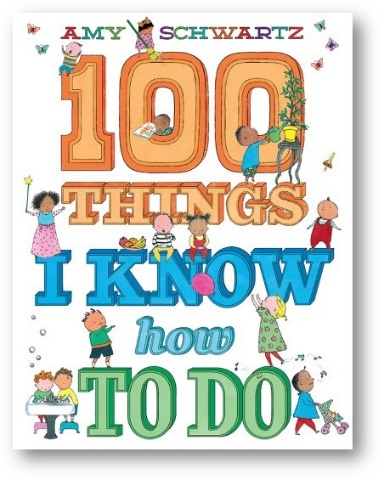 AMY SCHWARTZ
100
THINGS
I KNOW
how
TO DO